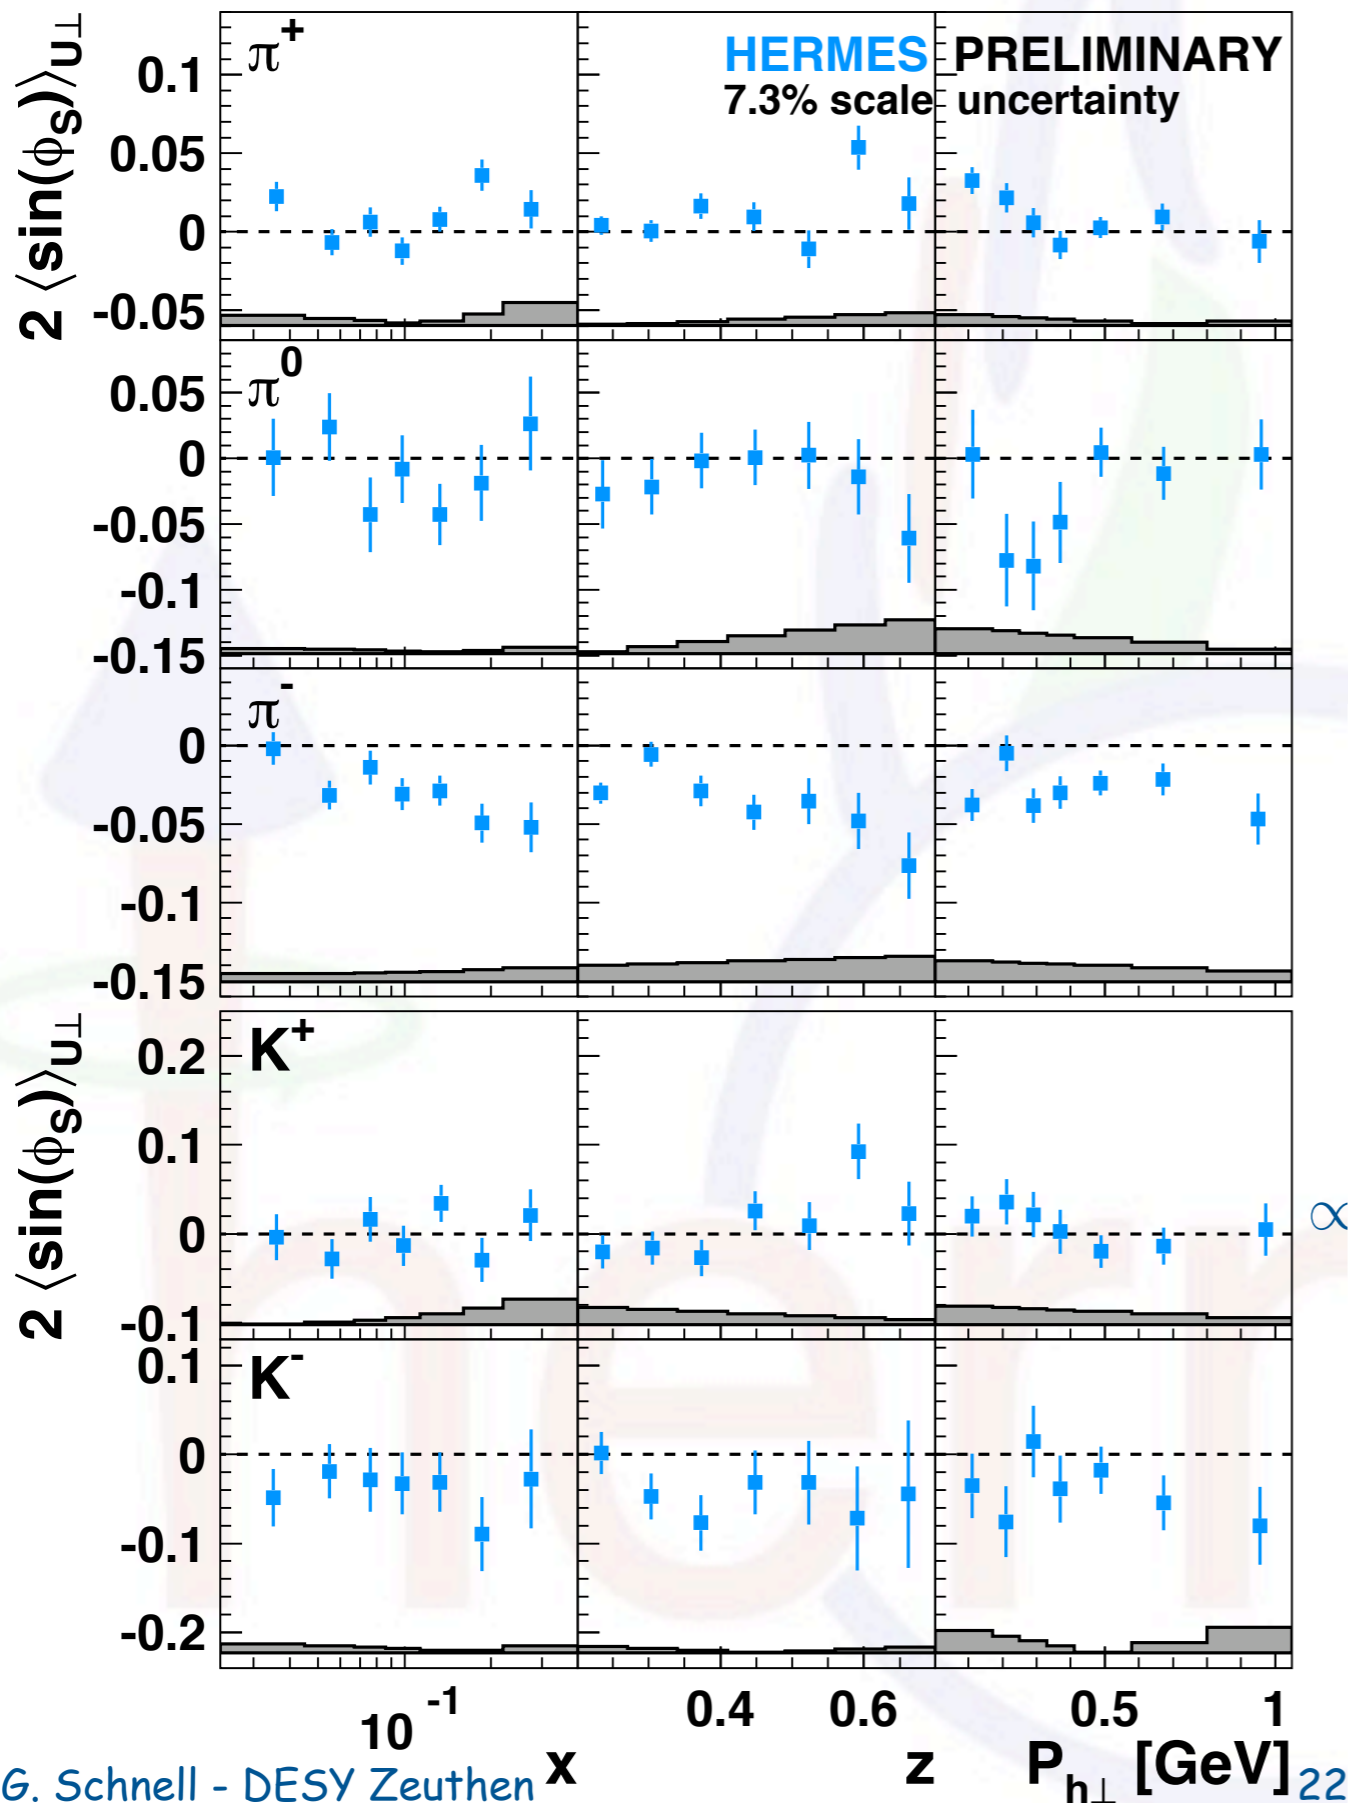 2 ⟨sin(ϕS)⟩U⊥
π+
HERMES PRELIMINARY
7.3% scale uncertainty
0.1
0.05
0
-0.05
π0
0.05
0
-0.05
-0.1
-0.15
π-
0
-0.05
-0.1
-0.15
2 ⟨sin(ϕS)⟩U⊥
K+
0.2
0.1
0
-0.1
K-
0.1
0
-0.1
-0.2
10-1
0.4 0.6
0.5 1
x
z
Ph⊥ [GeV]
∝
G. Schnell - DESY Zeuthen
22
herm